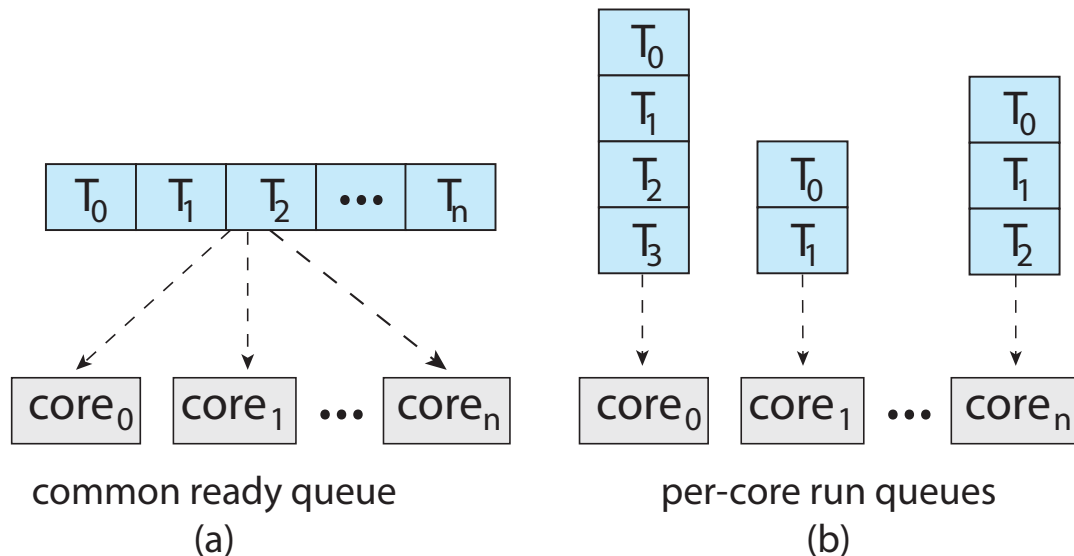 T₀ T₁ T₂ ••• Tₙ
core₀ core₁ ••• coreₙ
common ready queue
(a)
T₀
T₁
T₂
T₃
T₀
T₁
T₀
T₁
T₂
core₀ core₁ ••• coreₙ
per-core run queues
(b)